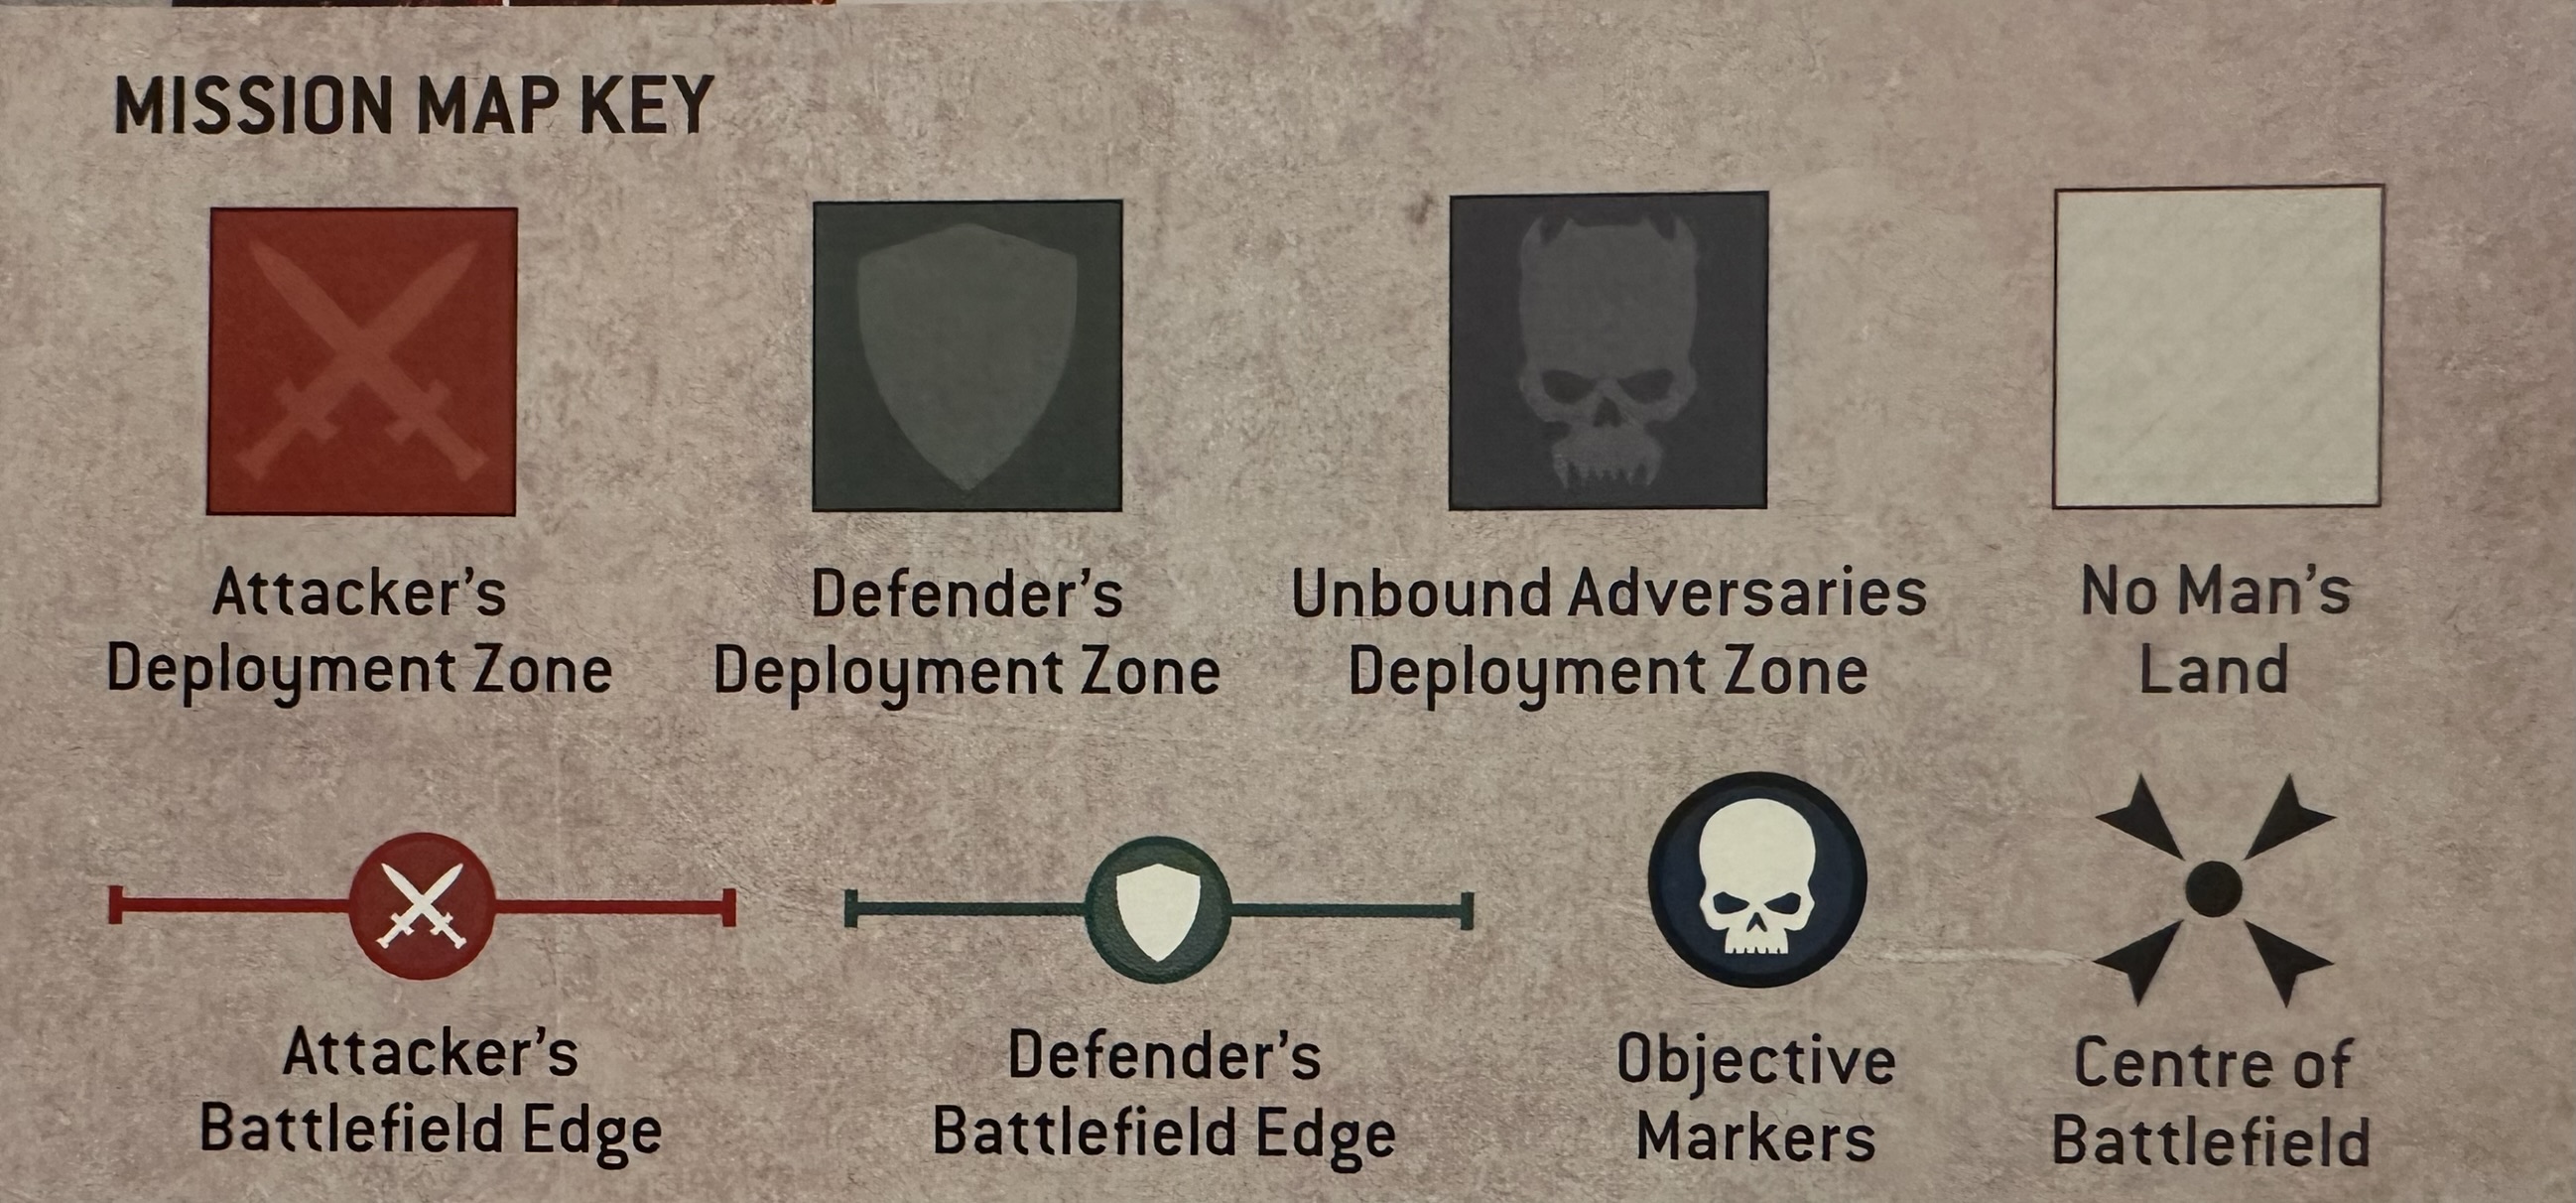 MISSION MAP KEY
Attacker’s
Deployment Zone
Defender’s
Deployment Zone
Unbound Adversaries
Deployment Zone
No Man’s
Land
Attacker’s
Battlefield Edge
Defender’s
Battlefield Edge
Objective
Markers
Centre of
Battlefield